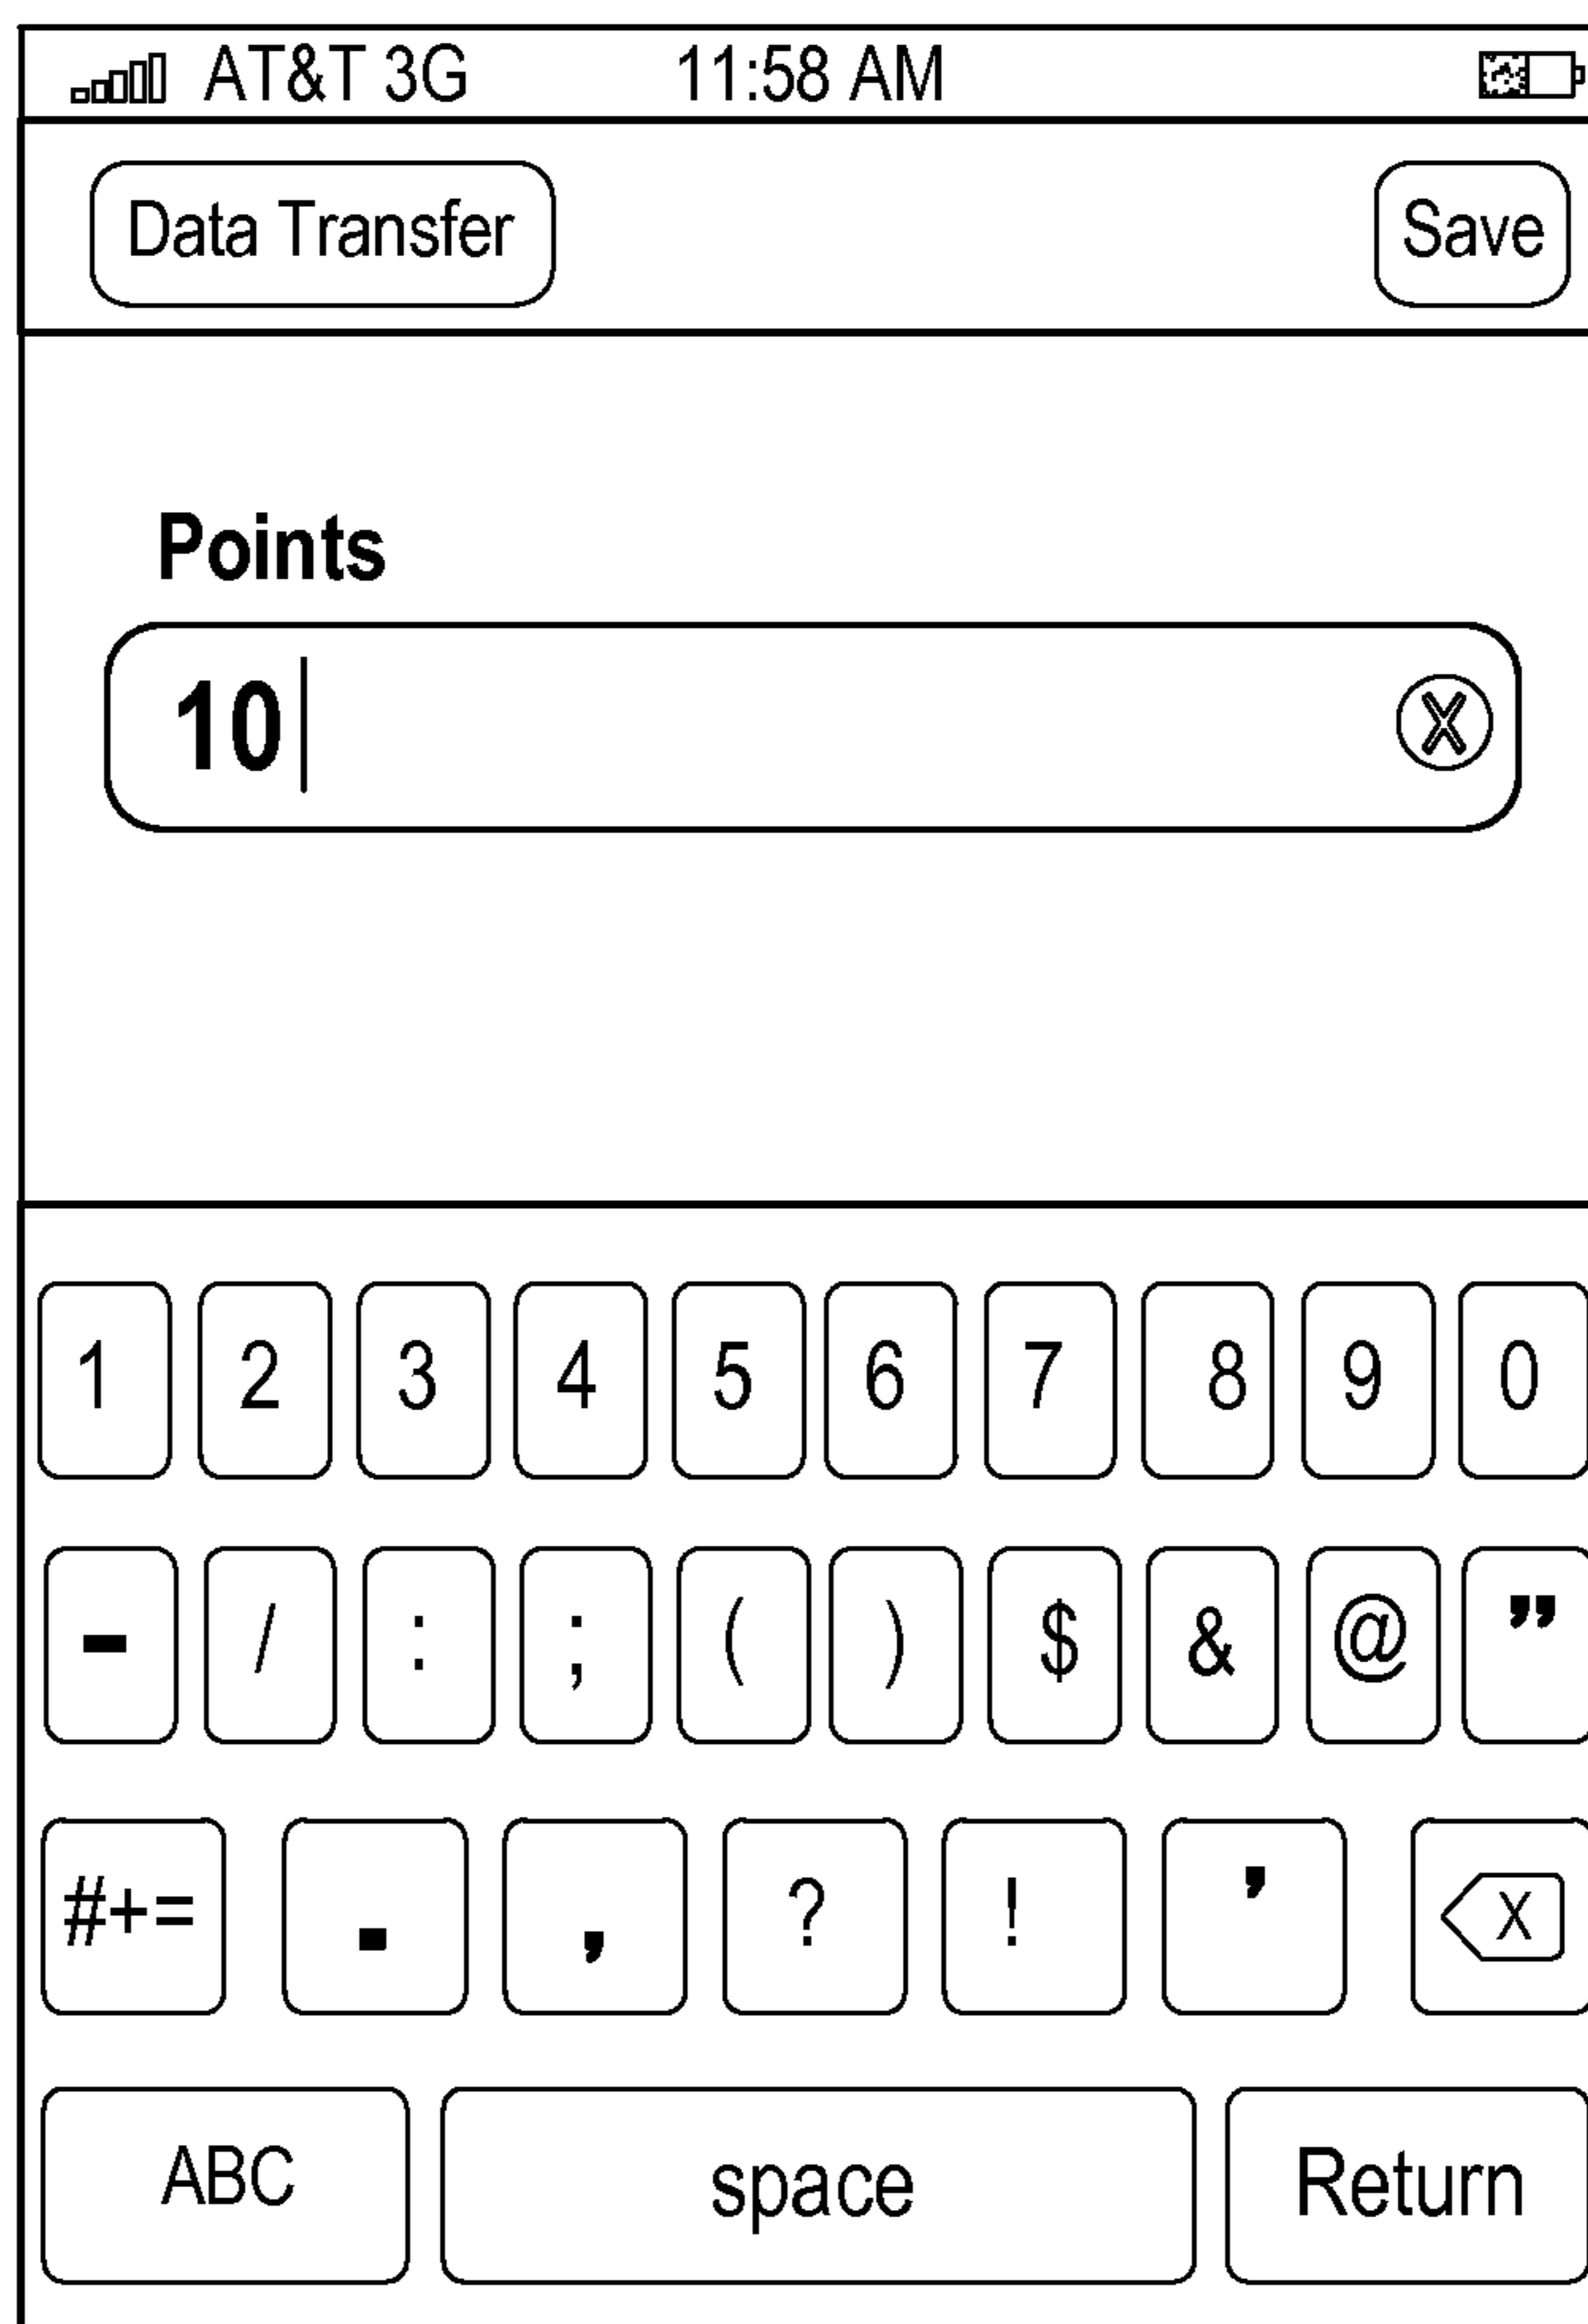 AT&T 3G 11:58 AM
Data Transfer Save
Points
10
1 2 3 4 5 6 7 8 9 0
- / : ; ( ) $ & @ ”
#+= . , ? ! ’ X
ABC space Return